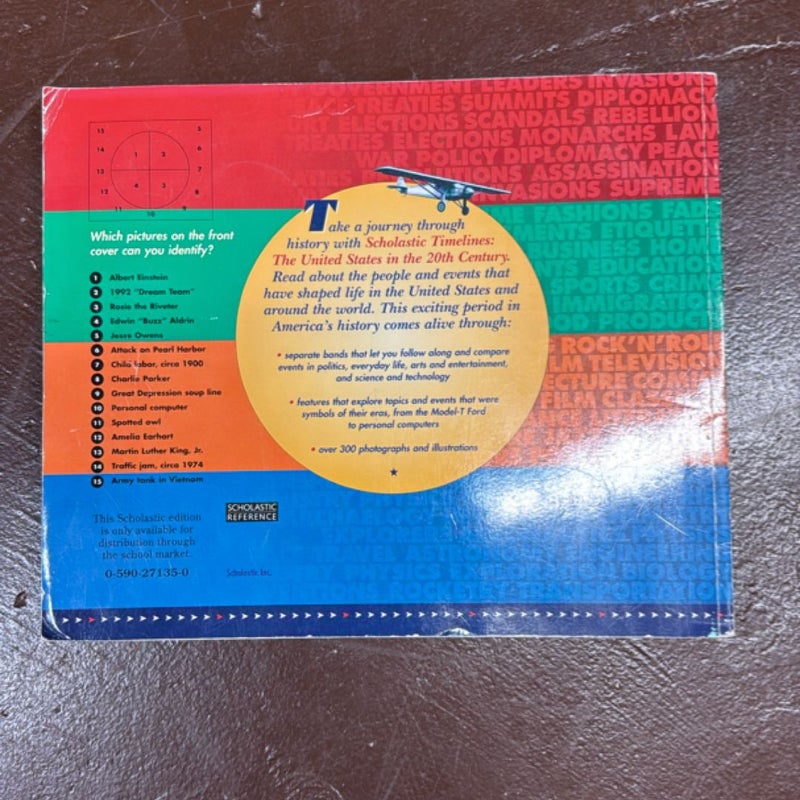 GOVERNMENT LEADERS INVASION
PEACE TREATIES SUMMITS DIPLOMACY
ELECTIONS SCANDALS REBELLION
TREATIES ELECTIONS MONARCHS LAW
WAR POLICY DIPLOMACY PEACE
ASSASSINATION
INVASIONS SUPREME
15 5
14 1 2 6
13 4 3 7
12 8
11 10 9
Which pictures on the front
cover can you identify?
1 Albert Einstein
2 1992 "Dream Team"
3 Rosie the Riveter
4 Edwin "Buzz" Aldrin
5 Jesse Owens
6 Attack on Pearl Harbor
7 Child labor, circa 1900
8 Charlie Parker
9 Great Depression soup line
10 Personal computer
11 Spotted owl
12 Amelia Earhart
13 Martin Luther King, Jr.
14 Traffic jam, circa 1974
15 Army tank in Vietnam
This Scholastic edition
is only available for
distribution through
the school market.
0-590-27135-0
SCHOLASTIC
REFERENCE
Scholastic Inc.
Take a journey through
history with Scholastic Timelines:
The United States in the 20th Century.
Read about the people and events that
have shaped life in the United States and
around the world. This exciting period in
America's history comes alive through:
• separate bands that let you follow along and compare
events in politics, everyday life, arts and entertainment,
and science and technology
• features that explore topics and events that were
symbols of their eras, from the Model-T Ford
to personal computers
• over 300 photographs and illustrations
FASHIONS FAD
ETIQUETTE
HOME
EDUCATION
CRIME
PRODUCT
ROCK'N'ROLL
FILM TELEVISION